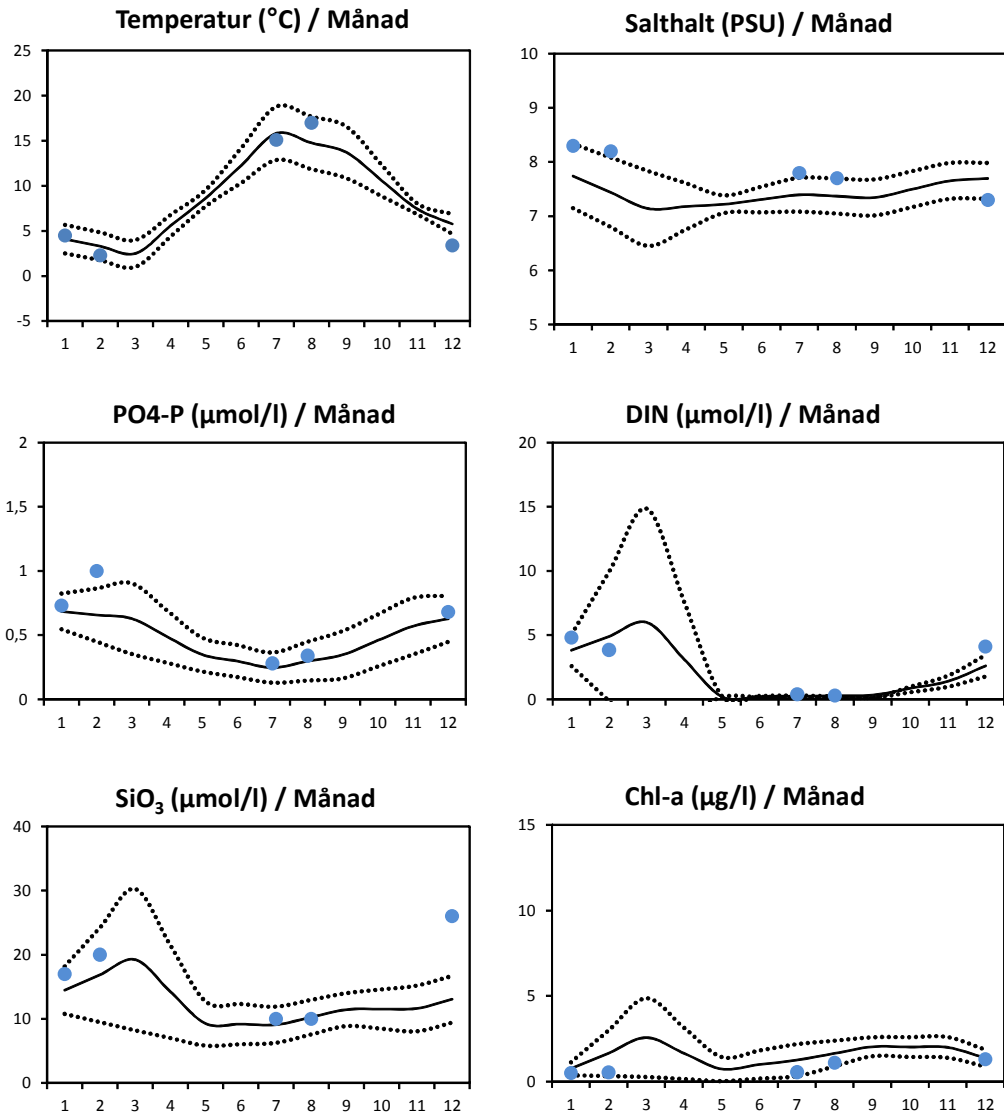 Temperatur (°C) / Månad
25
20
15
10
5
0
-5
1 2 3 4 5 6 7 8 9 10 11 12
Salthalt (PSU) / Månad
10
9
8
7
6
5
1 2 3 4 5 6 7 8 9 10 11 12
PO4-P (µmol/l) / Månad
2
1,5
1
0,5
0
1 2 3 4 5 6 7 8 9 10 11 12
DIN (µmol/l) / Månad
20
15
10
5
0
1 2 3 4 5 6 7 8 9 10 11 12
SiO₃ (µmol/l) / Månad
40
30
20
10
0
1 2 3 4 5 6 7 8 9 10 11 12
Chl-a (µg/l) / Månad
15
10
5
0
1 2 3 4 5 6 7 8 9 10 11 12